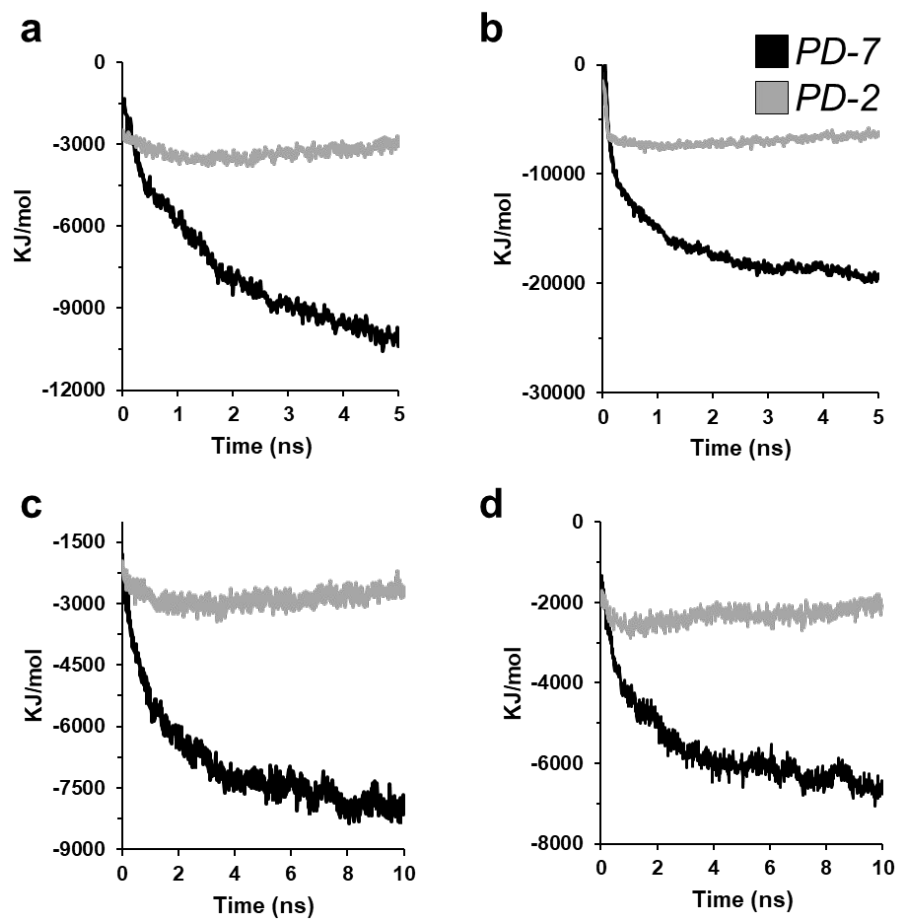 a
0
-3000
-6000
-9000
-12000
KJ/mol
0 1 2 3 4 5
Time (ns)
b
PD-7
PD-2
0
-10000
-20000
-30000
KJ/mol
0 1 2 3 4 5
Time (ns)
c
-1500
-3000
-4500
-6000
-7500
-9000
KJ/mol
0 2 4 6 8 10
Time (ns)
d
0
-2000
-4000
-6000
-8000
KJ/mol
0 2 4 6 8 10
Time (ns)